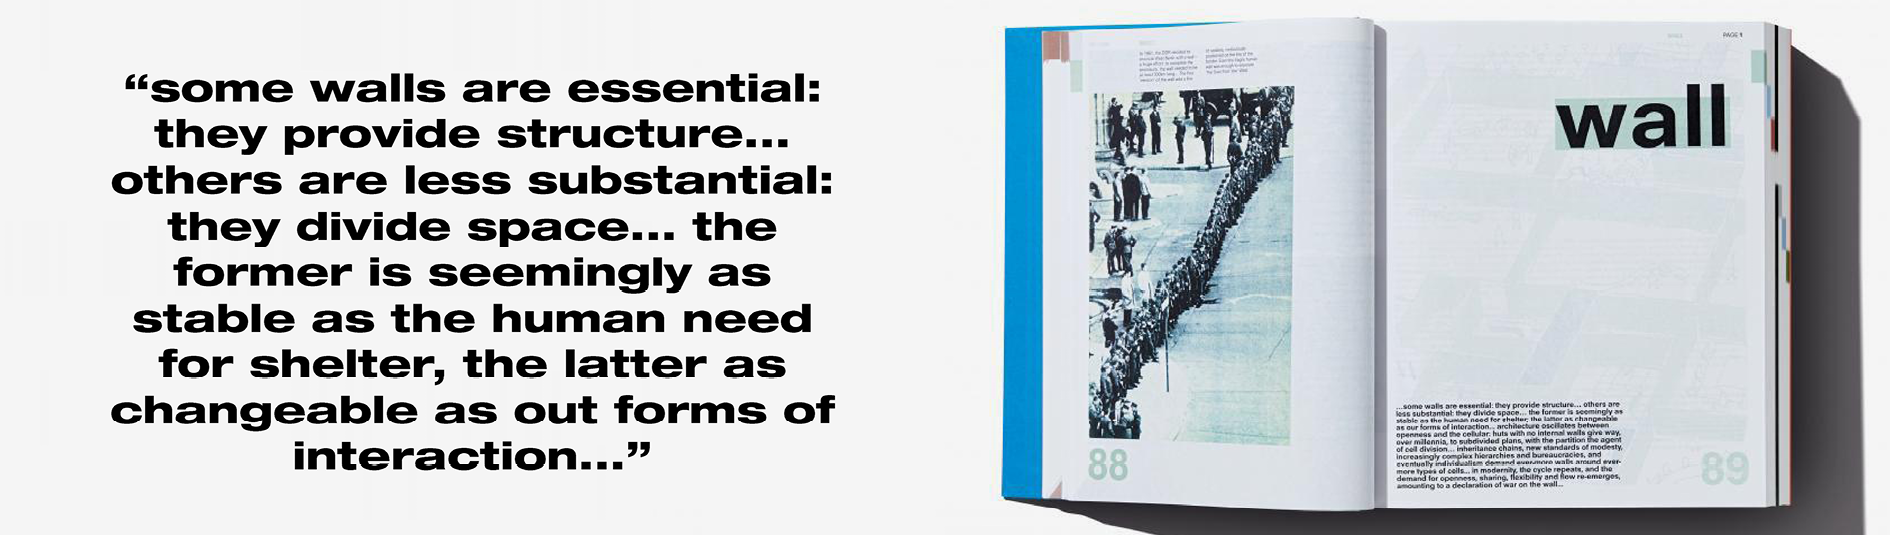 “some walls are essential:
they provide structure...
others are less substantial:
they divide space... the
former is seemingly as
stable as the human need
for shelter, the latter as
changeable as out forms of
interaction...”
PAGE 1
wall
...some walls are essential: they provide structure... others are
less substantial: they divide space... the former is seemingly as
stable as the human need for shelter, the latter as changeable
as our forms of interaction... architecture oscillates between
openness and the cellular: huts with no internal walls give way,
over millennia, to subdivided plans, with the partition the agent
of cell division... inheritance chains, new standards of modesty,
increasingly complex hierarchies and bureaucracies, and
eventually individualism demand evermore walls around ever-
more types of cells... in modernity, the cycle repeats, and the
demand for openness, sharing, flexibility and flow re-emerges,
amounting to a declaration of war on the wall...
88
89